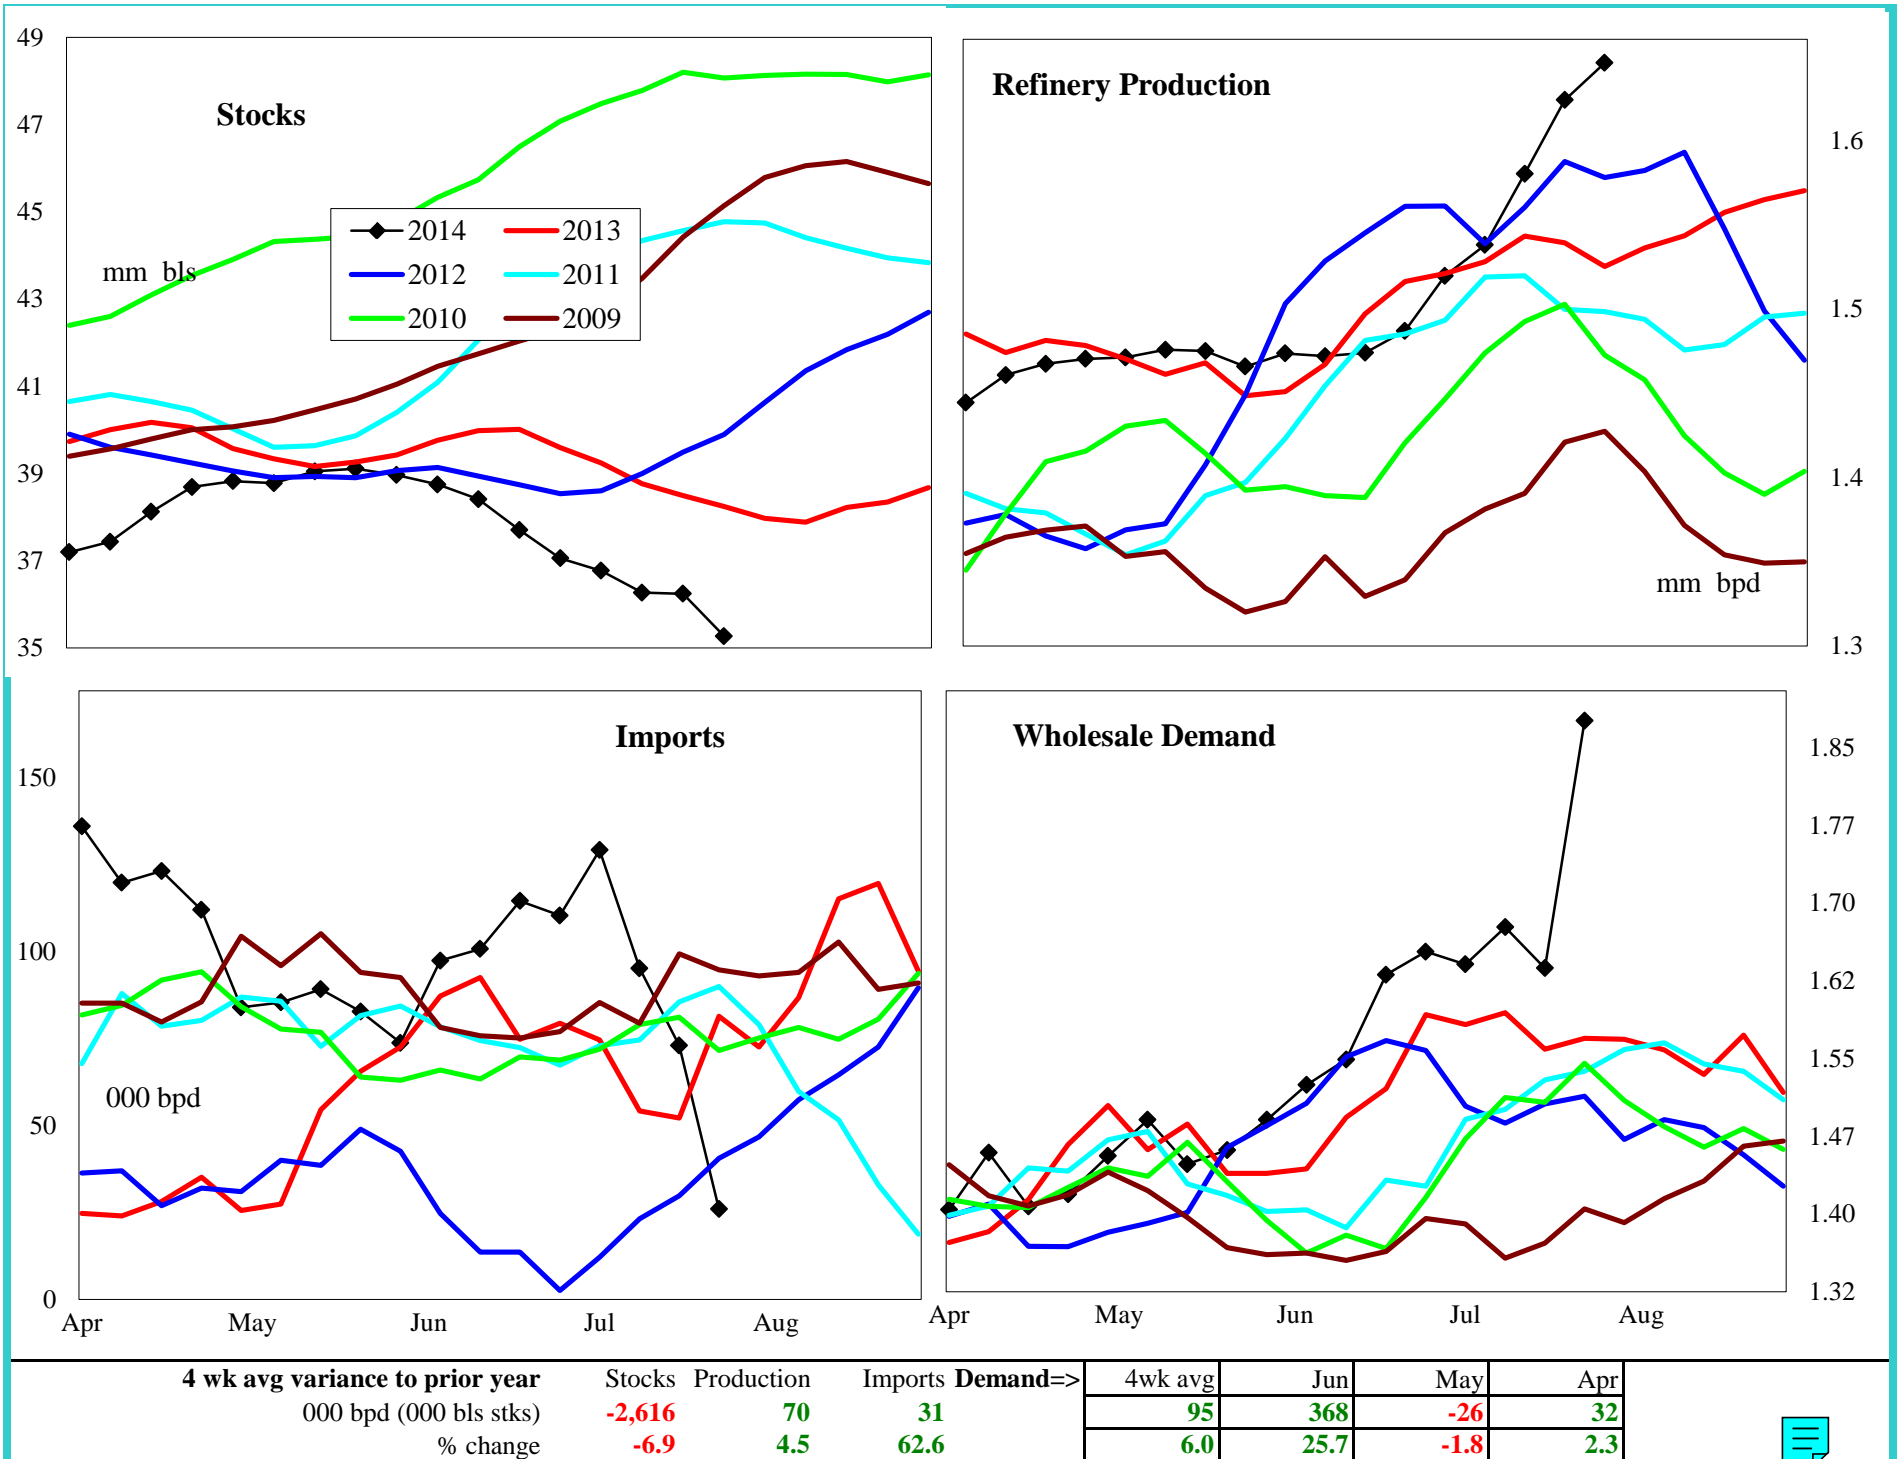 Stocks
49
47
45
43
41
39
37
35
mm bls
2014 2013
2012 2011
2010 2009
Refinery Production
1.6
1.5
1.4
1.3
mm bpd
Imports
150
100
50
0
000 bpd
Apr May Jun Jul Aug
Wholesale Demand
1.85
1.77
1.70
1.62
1.55
1.47
1.40
1.32
Apr May Jun Jul Aug
4 wk avg variance to prior year Stocks Production Imports Demand=> 4wk avg Jun May Apr
000 bpd (000 bls stks) -2,616 70 31 95 368 -26 32
% change -6.9 4.5 62.6 6.0 25.7 -1.8 2.3